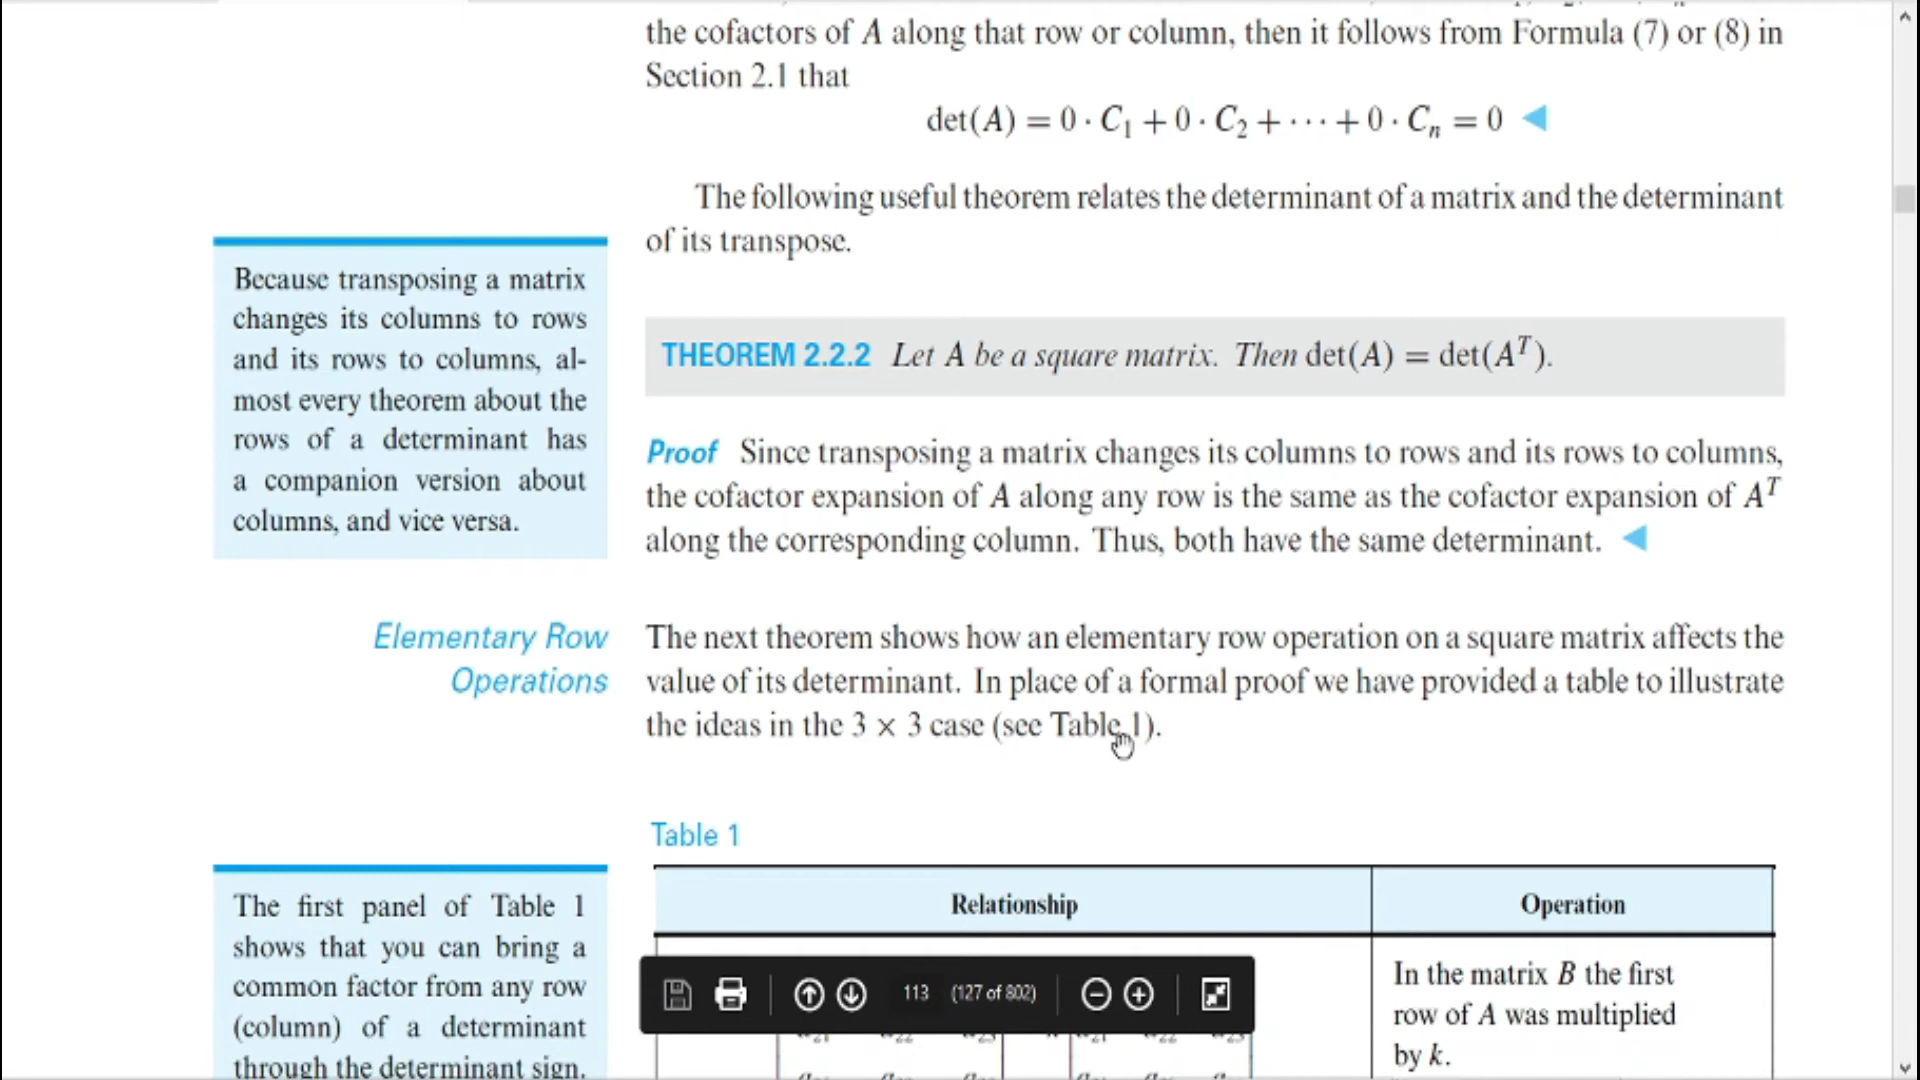 the cofactors of A along that row or column, then it follows from Formula (7) or (8) in
Section 2.1 that
det(A) = 0 · C₁ + 0 · C₂ + · · · + 0 · Cₙ = 0
The following useful theorem relates the determinant of a matrix and the determinant
of its transpose.
Because transposing a matrix
changes its columns to rows
and its rows to columns, al-
most every theorem about the
rows of a determinant has
a companion version about
columns, and vice versa.
THEOREM 2.2.2 Let A be a square matrix. Then det(A) = det(Aᵀ).
Proof Since transposing a matrix changes its columns to rows and its rows to columns,
the cofactor expansion of A along any row is the same as the cofactor expansion of Aᵀ
along the corresponding column. Thus, both have the same determinant.
Elementary Row
Operations
The next theorem shows how an elementary row operation on a square matrix affects the
value of its determinant. In place of a formal proof we have provided a table to illustrate
the ideas in the 3 × 3 case (see Table 1).
Table 1
The first panel of Table 1
shows that you can bring a
common factor from any row
(column) of a determinant
through the determinant sign.
Relationship Operation
In the matrix B the first
row of A was multiplied
by k.
113 (127 of 802)